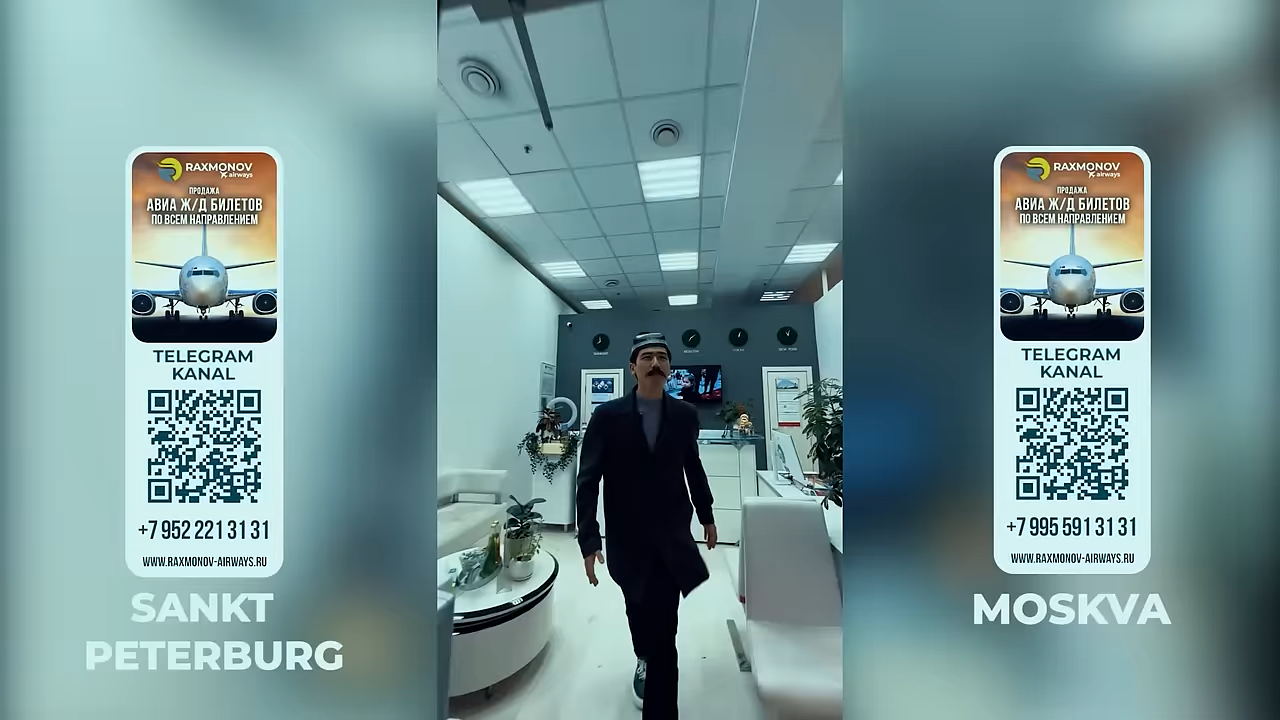 RAXMONOV
airways
ПРОДАЖА
АВИА Ж/Д БИЛЕТОВ
ПО ВСЕМ НАПРАВЛЕНИЕМ
TELEGRAM
KANAL
+7 952 221 31 31
WWW.RAXMONOV-AIRWAYS.RU
SANKT
PETERBURG
RAXMONOV
airways
ПРОДАЖА
АВИА Ж/Д БИЛЕТОВ
ПО ВСЕМ НАПРАВЛЕНИЕМ
TELEGRAM
KANAL
+7 995 591 31 31
WWW.RAXMONOV-AIRWAYS.RU
MOSKVA